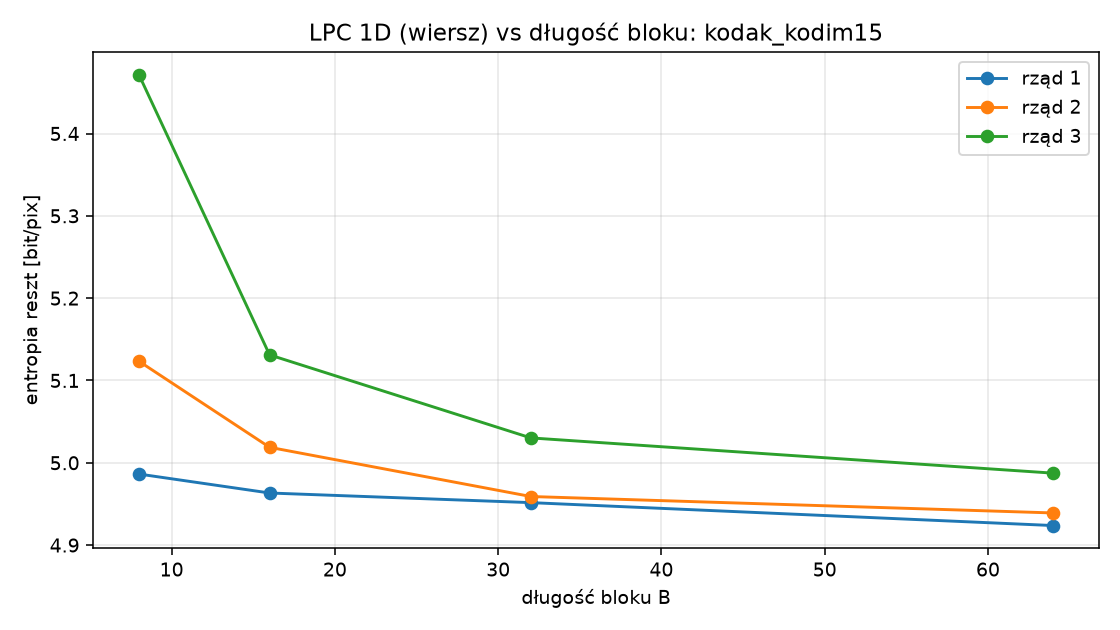 LPC 1D (wiersz) vs długość bloku: kodak_kodim15
rząd 1
rząd 2
rząd 3
entropia reszt [bit/pix]
5.4
5.3
5.2
5.1
5.0
4.9
10 20 30 40 50 60
długość bloku B